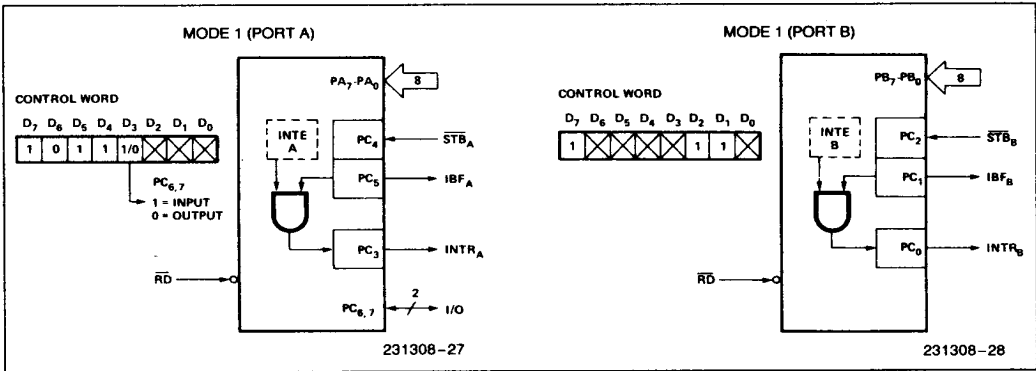 MODE 1 (PORT A)
PA7-PA0
8
CONTROL WORD
D7 D6 D5 D4 D3 D2 D1 D0
1 0 1 1 1/0
PC6,7
1 = INPUT
0 = OUTPUT
INTE
A
PC4
STBA
PC5
IBFA
PC3
INTRA
RD
PC6,7
2
I/O
231308-27
MODE 1 (PORT B)
PB7-PB0
8
CONTROL WORD
D7 D6 D5 D4 D3 D2 D1 D0
1 1 1
INTE
B
PC2
STBB
PC1
IBFB
PC0
INTRB
RD
231308-28